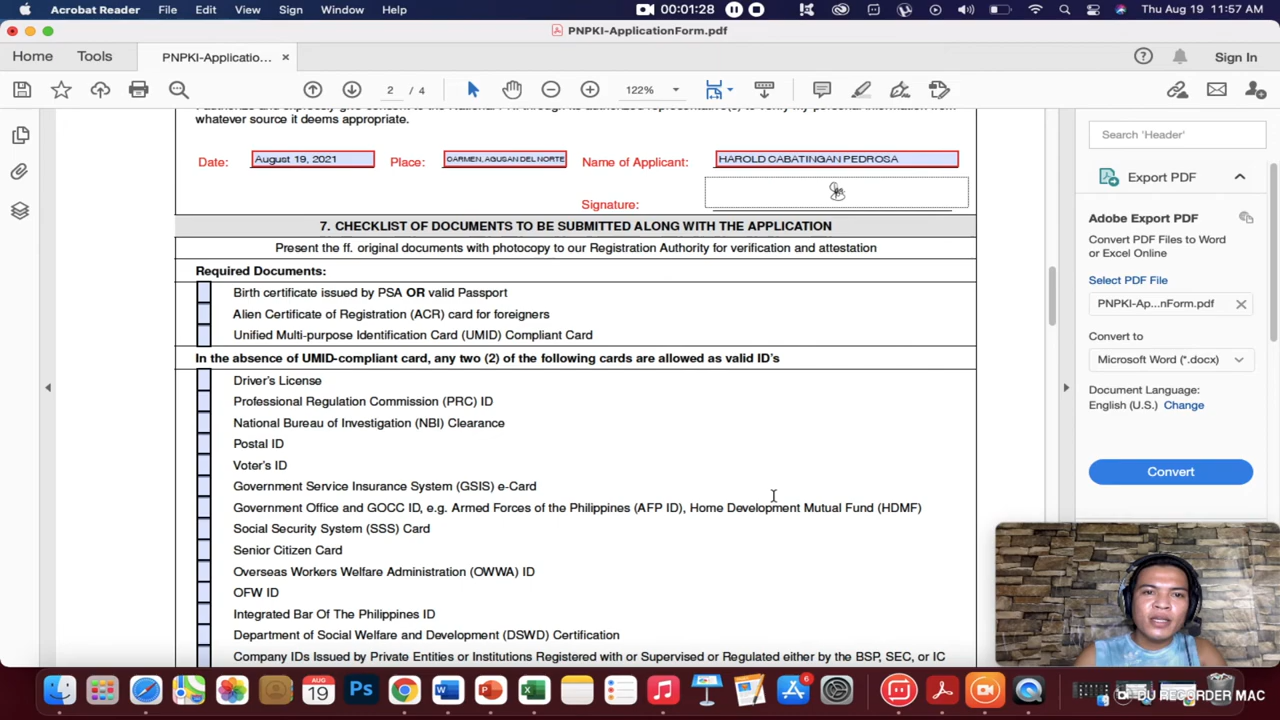 Acrobat Reader File Edit View Sign Window Help 00:01:28 Thu Aug 19 11:57 AM
PNPKI-ApplicationForm.pdf
Home Tools PNPKI-Applicatio... × Sign In
2 / 4 122%
whatever source it deems appropriate.
Date: August 19, 2021 Place: CARMEN, AGUSAN DEL NORTE Name of Applicant: HAROLD CABATINGAN PEDROSA
Signature:
7. CHECKLIST OF DOCUMENTS TO BE SUBMITTED ALONG WITH THE APPLICATION
Present the ff. original documents with photocopy to our Registration Authority for verification and attestation
Required Documents:
Birth certificate issued by PSA OR valid Passport
Alien Certificate of Registration (ACR) card for foreigners
Unified Multi-purpose Identification Card (UMID) Compliant Card
In the absence of UMID-compliant card, any two (2) of the following cards are allowed as valid ID's
Driver's License
Professional Regulation Commission (PRC) ID
National Bureau of Investigation (NBI) Clearance
Postal ID
Voter's ID
Government Service Insurance System (GSIS) e-Card
Government Office and GOCC ID, e.g. Armed Forces of the Philippines (AFP ID), Home Development Mutual Fund (HDMF)
Social Security System (SSS) Card
Senior Citizen Card
Overseas Workers Welfare Administration (OWWA) ID
OFW ID
Integrated Bar Of The Philippines ID
Department of Social Welfare and Development (DSWD) Certification
Company IDs Issued by Private Entities or Institutions Registered with or Supervised or Regulated either by the BSP, SEC, or IC
Search 'Header'
Export PDF
Adobe Export PDF
Convert PDF Files to Word
or Excel Online
Select PDF File
PNPKI-Ap...nForm.pdf
Convert to
Microsoft Word (*.docx)
Document Language:
English (U.S.) Change
Convert
AUG
19
Ps
6
DU RECORDER MAC